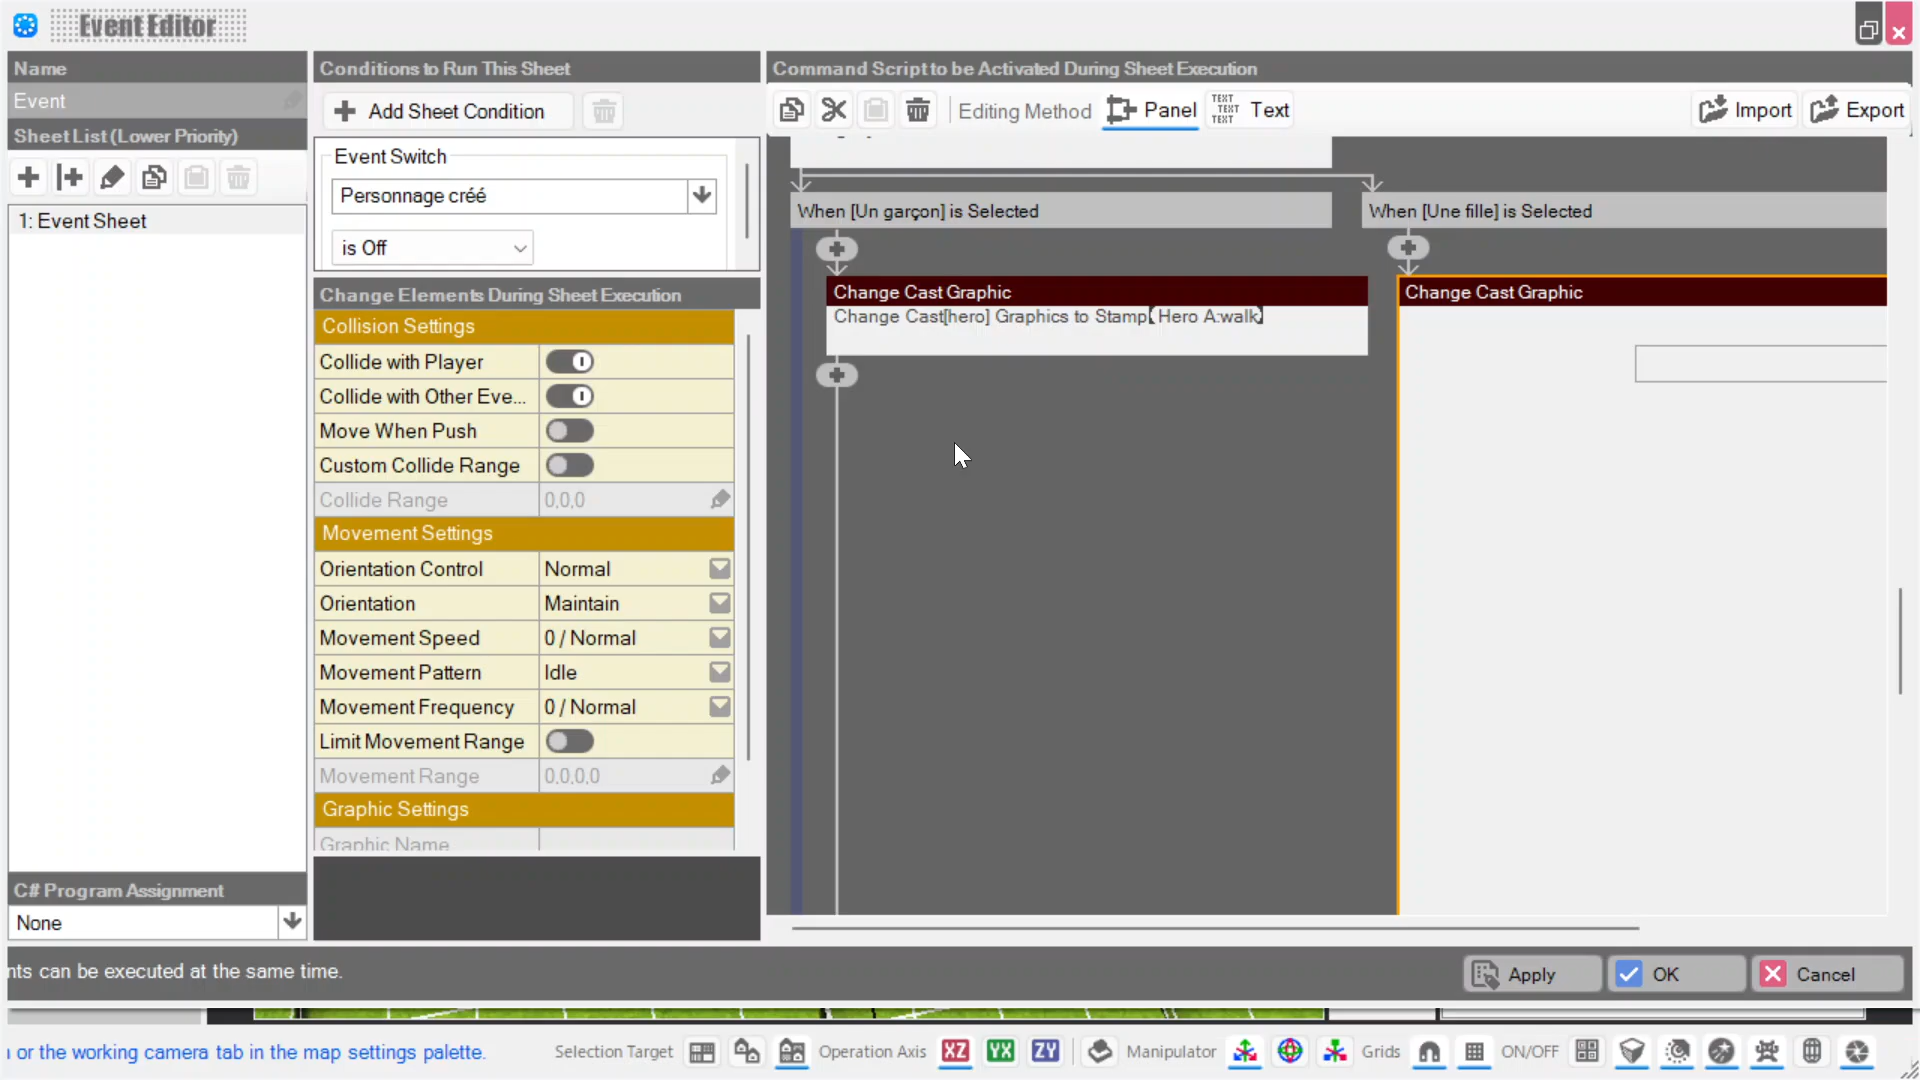 Event Editor
Name
Event
Sheet List (Lower Priority)
1: Event Sheet
C# Program Assignment
None
Conditions to Run This Sheet
Add Sheet Condition
Event Switch
Personnage créé
is Off
Change Elements During Sheet Execution
Collision Settings
Collide with Player
Collide with Other Eve...
Move When Push
Custom Collide Range
Collide Range 0,0,0
Movement Settings
Orientation Control Normal
Orientation Maintain
Movement Speed 0 / Normal
Movement Pattern Idle
Movement Frequency 0 / Normal
Limit Movement Range
Movement Range 0,0,0,0
Graphic Settings
Graphic Name
Command Script to be Activated During Sheet Execution
Editing Method Panel TEXT TEXT TEXT Text Import Export
When [Un garçon] is Selected
When [Une fille] is Selected
Change Cast Graphic
Change Cast[hero] Graphics to Stamp【Hero A:walk】
Change Cast Graphic
nts can be executed at the same time.
Apply OK Cancel
or the working camera tab in the map settings palette.
Selection Target Operation Axis XZ YX ZY Manipulator Grids ON/OFF